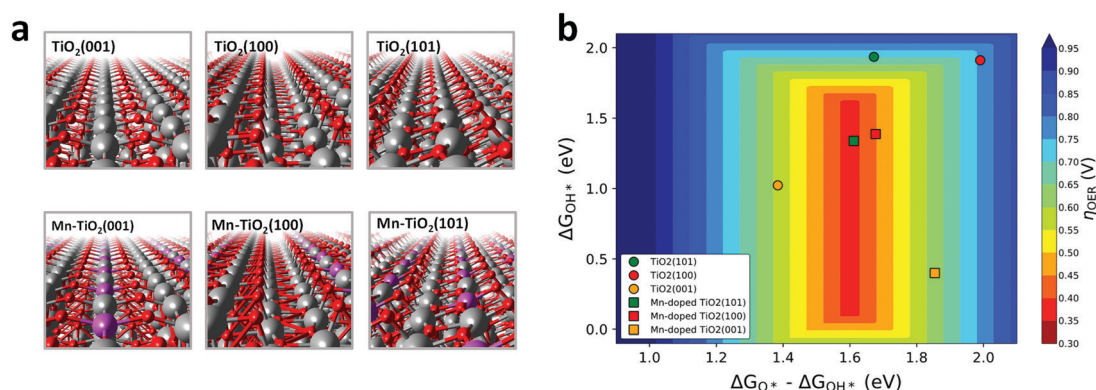 a
TiO₂(001)
TiO₂(100)
TiO₂(101)
Mn-TiO₂(001)
Mn-TiO₂(100)
Mn-TiO₂(101)
b
2.0
1.5
1.0
0.5
0.0
ΔG_OH* (eV)
TiO2(101)
TiO2(100)
TiO2(001)
Mn-doped TiO2(101)
Mn-doped TiO2(100)
Mn-doped TiO2(001)
1.0 1.2 1.4 1.6 1.8 2.0
ΔG_O* - ΔG_OH* (eV)
0.95
0.90
0.85
0.80
0.75
0.70
0.65
0.60
0.55
0.50
0.45
0.40
0.35
0.30
η_OER (V)